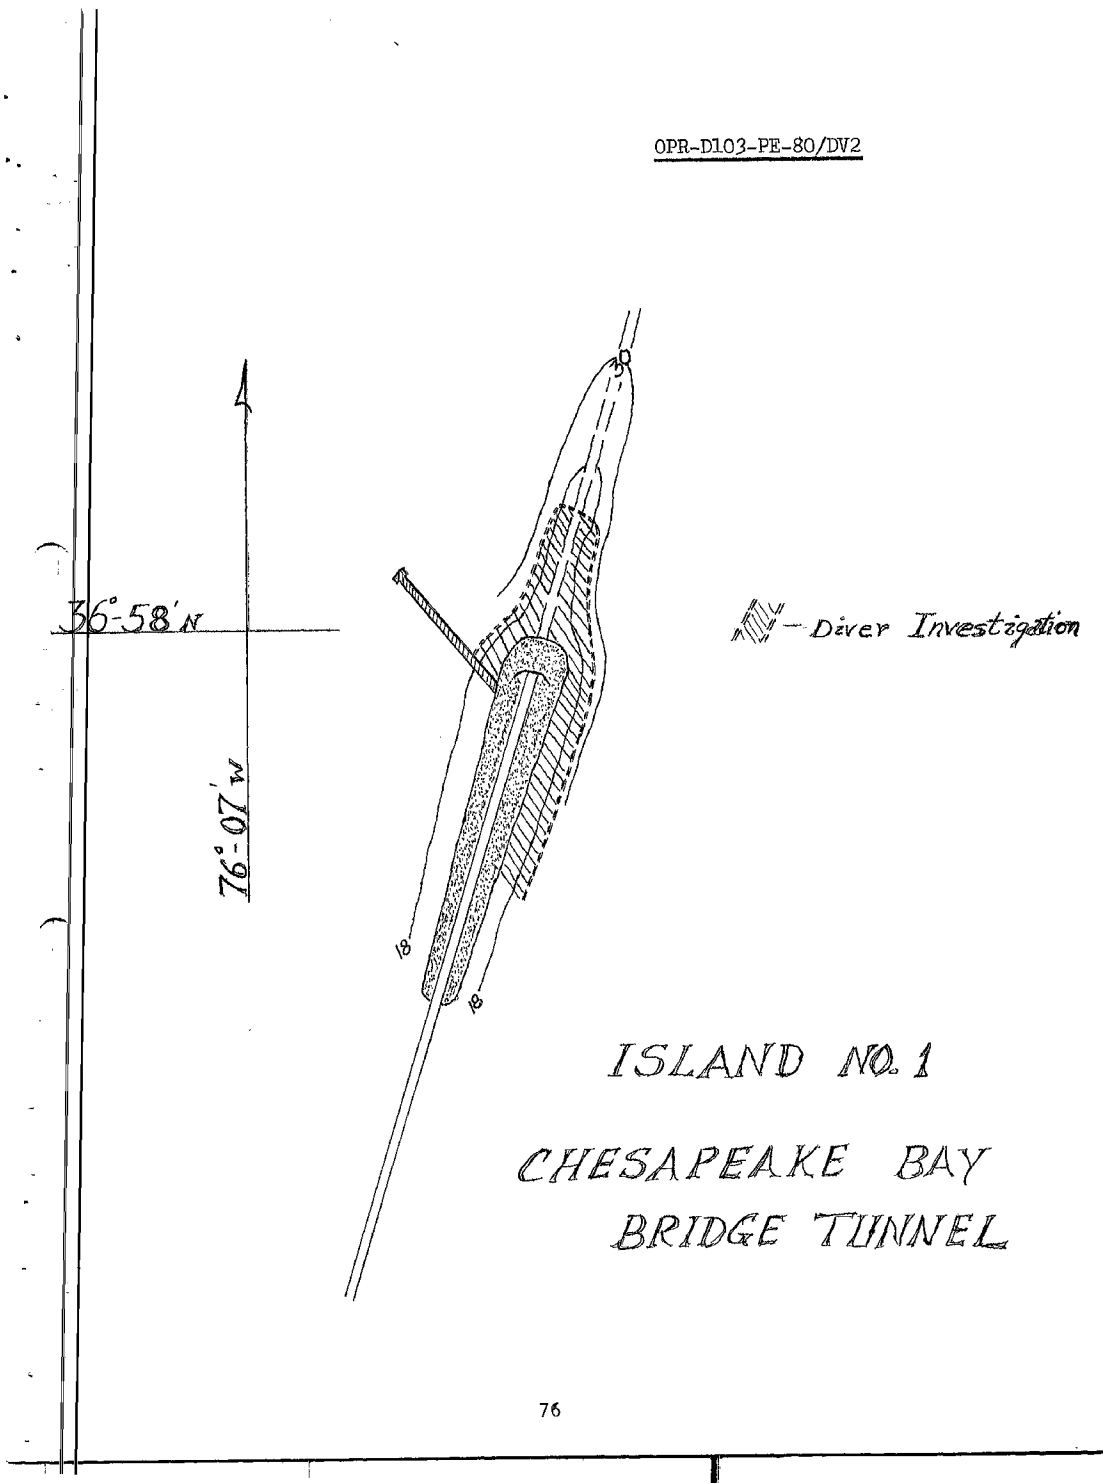 OPR-D103-PE-80/DV2
30
36°-58' N
- Diver Investigation
76°-07' W
18
18
ISLAND NO. 1
CHESAPEAKE BAY
BRIDGE TUNNEL
76